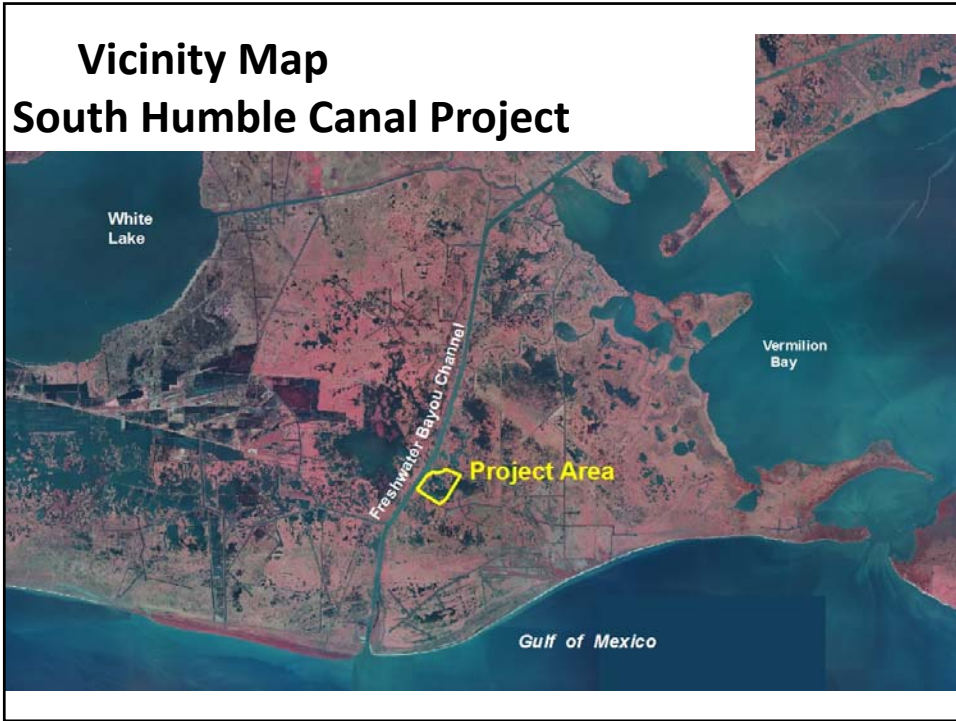 Vicinity Map
South Humble Canal Project
White
Lake
Freshwater Bayou Channel
Vermilion
Bay
Project Area
Gulf of Mexico